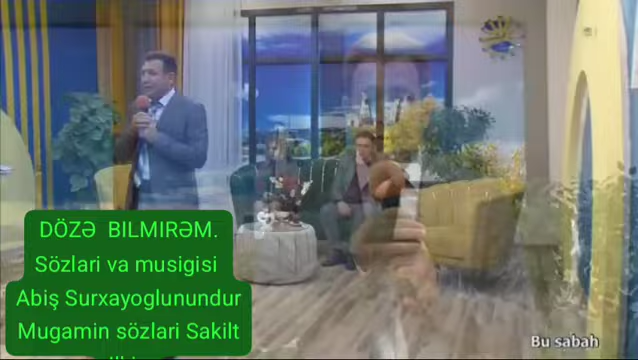 DÖZƏ BILMIRƏM.
Sözlari va musigisi
Abiş Surxayoglunundur
Mugamin sözlari Sakilt
Bu sabah